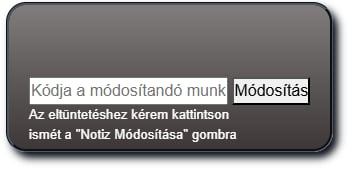 Kódja a módosítandó munk Módosítás
Az eltüntetéshez kérem kattintson
ismét a "Notiz Módosítása" gombra